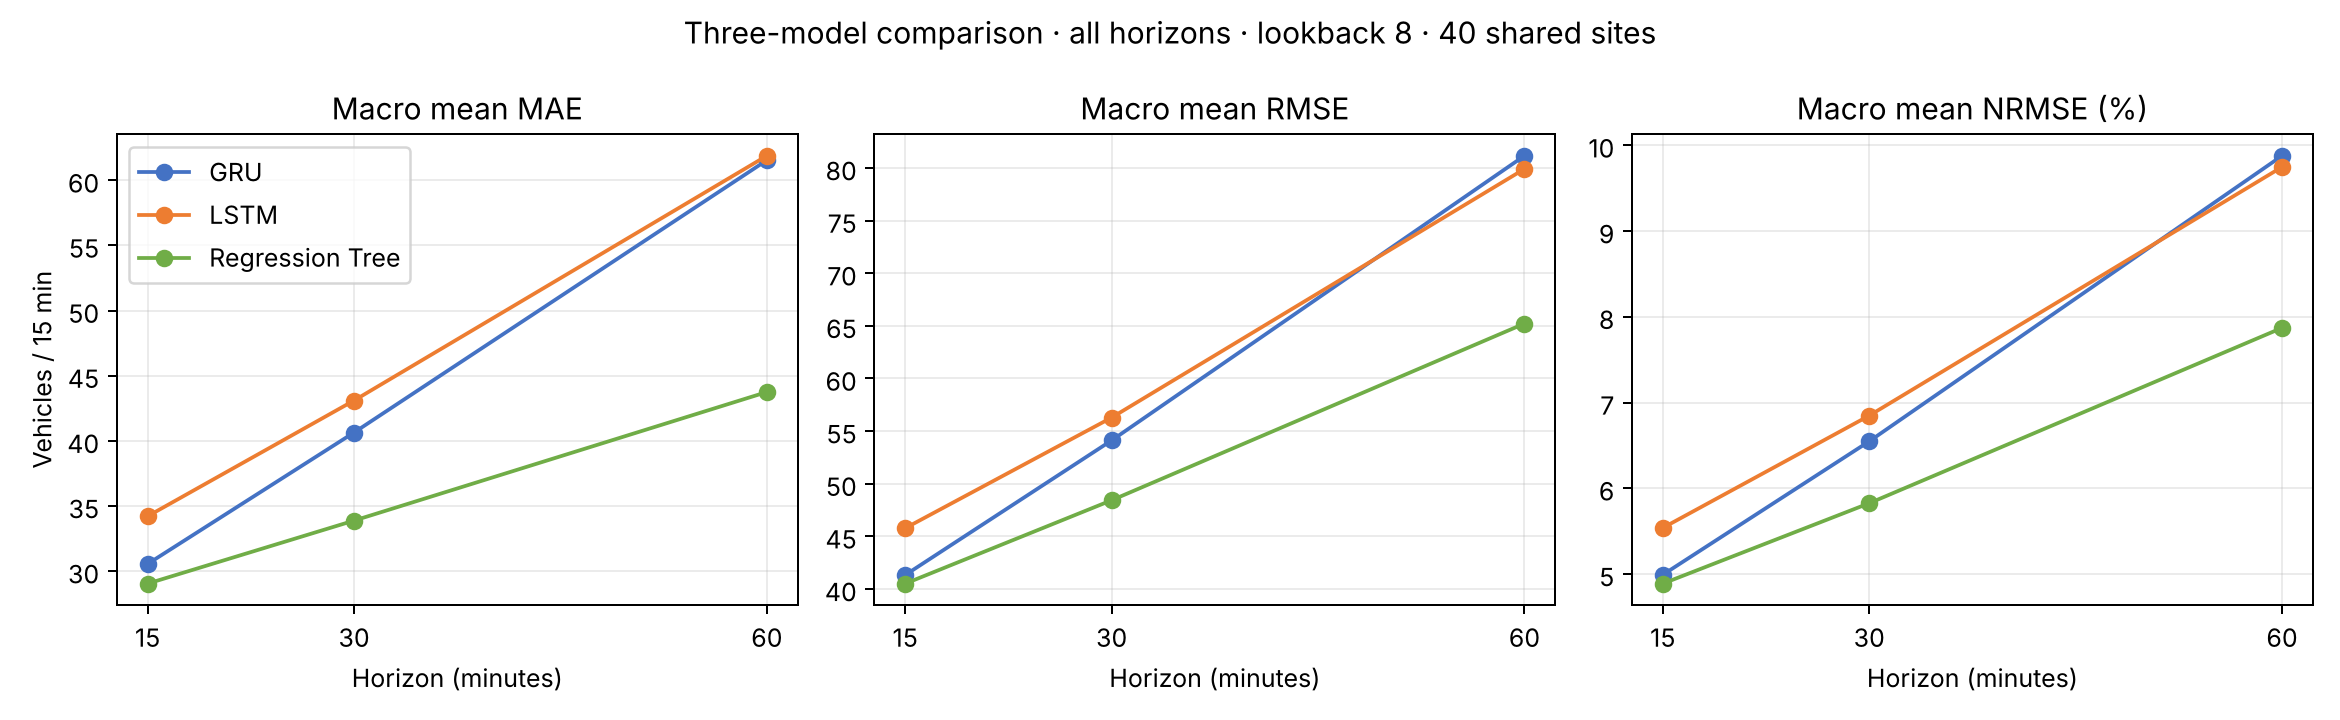 Three-model comparison · all horizons · lookback 8 · 40 shared sites
Macro mean MAE
Vehicles / 15 min
60
55
50
45
40
35
30
GRU
LSTM
Regression Tree
15 30 60
Horizon (minutes)
Macro mean RMSE
80
75
70
65
60
55
50
45
40
15 30 60
Horizon (minutes)
Macro mean NRMSE (%)
10
9
8
7
6
5
15 30 60
Horizon (minutes)